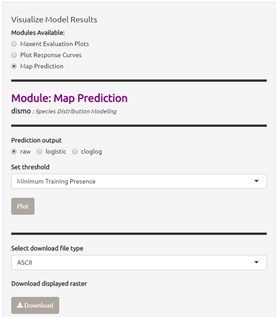 Visualize Model Results
Modules Available:
Maxent Evaluation Plots
Plot Response Curves
Map Prediction
Module: Map Prediction
dismo : Species Distribution Modeling
Prediction output
raw logistic cloglog
Set threshold
Minimum Training Presence
Plot
Select download file type
ASCII
Download displayed raster
Download